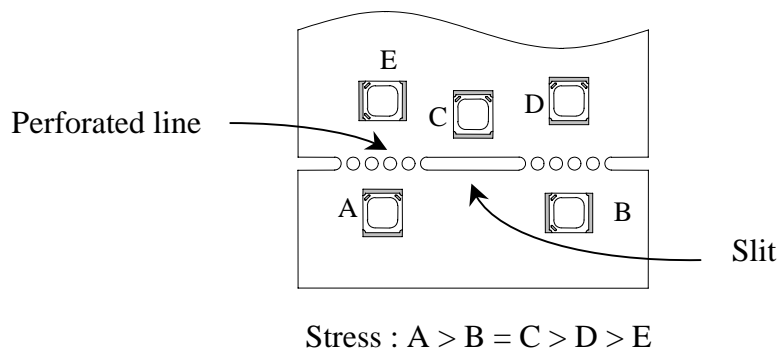 E
D
C
Perforated line
A
B
Slit
Stress : A > B = C > D > E